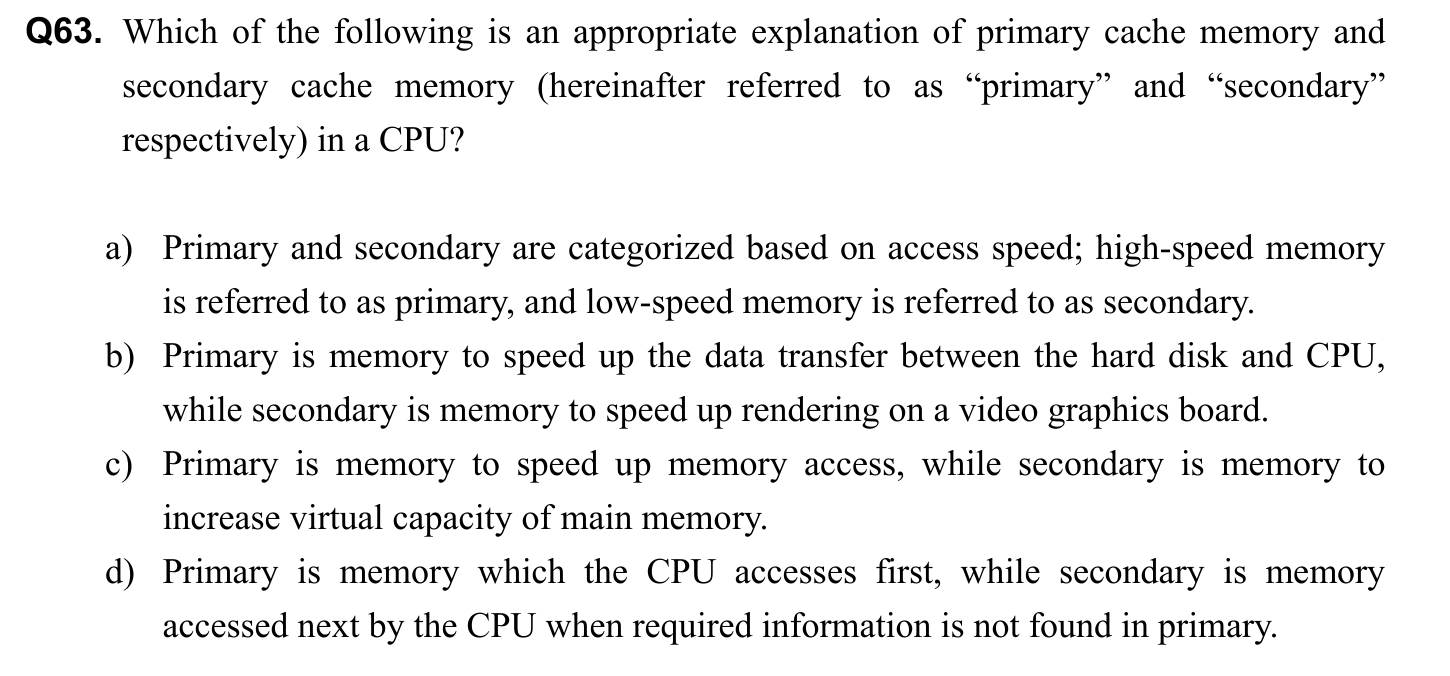 Q63. Which of the following is an appropriate explanation of primary cache memory and
secondary cache memory (hereinafter referred to as “primary” and “secondary”
respectively) in a CPU?
a) Primary and secondary are categorized based on access speed; high-speed memory
is referred to as primary, and low-speed memory is referred to as secondary.
b) Primary is memory to speed up the data transfer between the hard disk and CPU,
while secondary is memory to speed up rendering on a video graphics board.
c) Primary is memory to speed up memory access, while secondary is memory to
increase virtual capacity of main memory.
d) Primary is memory which the CPU accesses first, while secondary is memory
accessed next by the CPU when required information is not found in primary.